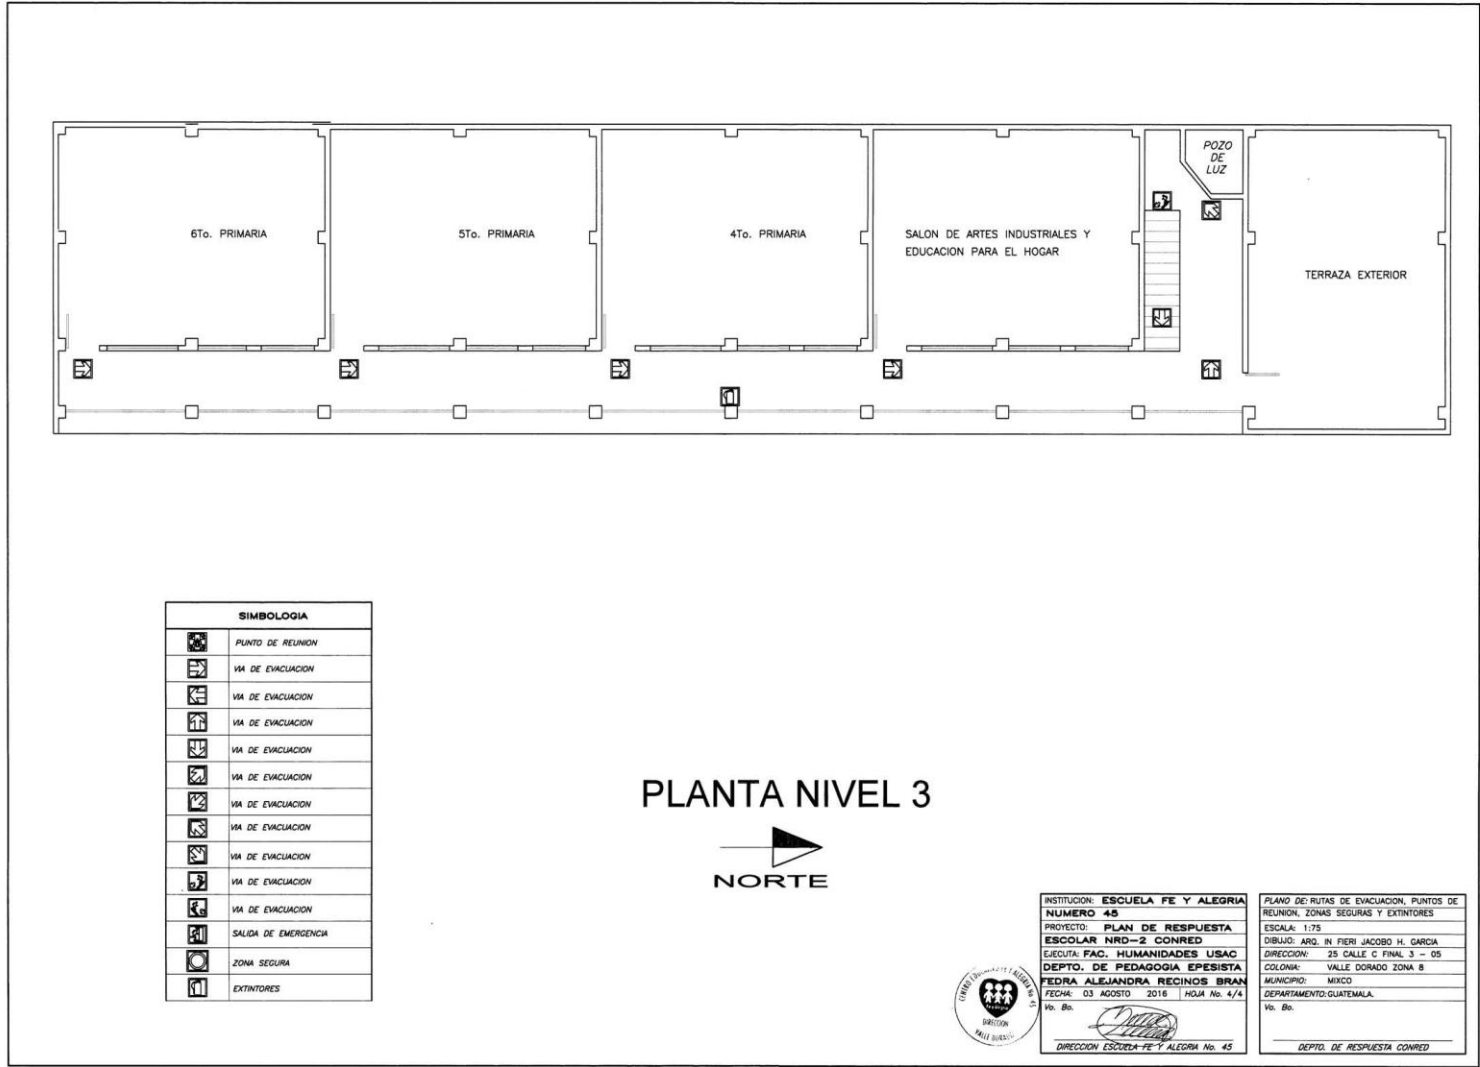 POZO
DE
LUZ
6To. PRIMARIA
5To. PRIMARIA
4To. PRIMARIA
SALON DE ARTES INDUSTRIALES Y
EDUCACION PARA EL HOGAR
TERRAZA EXTERIOR
SIMBOLOGIA
PUNTO DE REUNION
VIA DE EVACUACION
VIA DE EVACUACION
VIA DE EVACUACION
VIA DE EVACUACION
VIA DE EVACUACION
VIA DE EVACUACION
VIA DE EVACUACION
VIA DE EVACUACION
VIA DE EVACUACION
VIA DE EVACUACION
SALIDA DE EMERGENCIA
ZONA SEGURA
EXTINTORES
PLANTA NIVEL 3
NORTE
INSTITUCION: ESCUELA FE Y ALEGRIA
NUMERO 45
PROYECTO: PLAN DE RESPUESTA
ESCOLAR NRD-2 CONRED
EJECUTA: FAC. HUMANIDADES USAC
DEPTO. DE PEDAGOGIA EPESISTA
FEDRA ALEJANDRA RECINOS BRAN
FECHA: 03 AGOSTO 2016 HOJA No. 4/4
Vo. Bo.
DIRECCION ESCUELA FE Y ALEGRIA No. 45
PLANO DE: RUTAS DE EVACUACION, PUNTOS DE
REUNION, ZONAS SEGURAS Y EXTINTORES
ESCALA: 1:75
DIBUJO: ARQ. IN FIERI JACOBO H. GARCIA
DIRECCION: 25 CALLE C FINAL 3 - 05
COLONIA: VALLE DORADO ZONA 8
MUNICIPIO: MIXCO
DEPARTAMENTO: GUATEMALA.
Vo. Bo.
DEPTO. DE RESPUESTA CONRED
DIRECCION